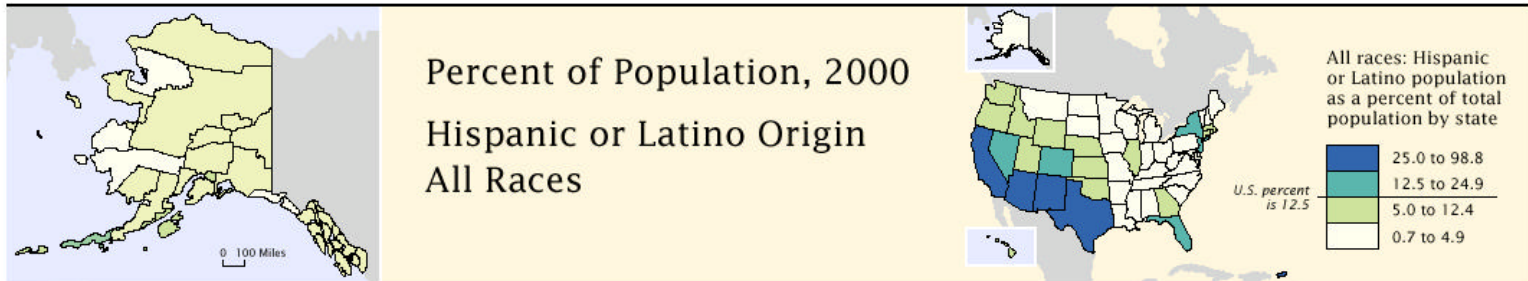 0 100 Miles
Percent of Population, 2000
Hispanic or Latino Origin
All Races
All races: Hispanic
or Latino population
as a percent of total
population by state
U.S. percent
is 12.5
25.0 to 98.8
12.5 to 24.9
5.0 to 12.4
0.7 to 4.9